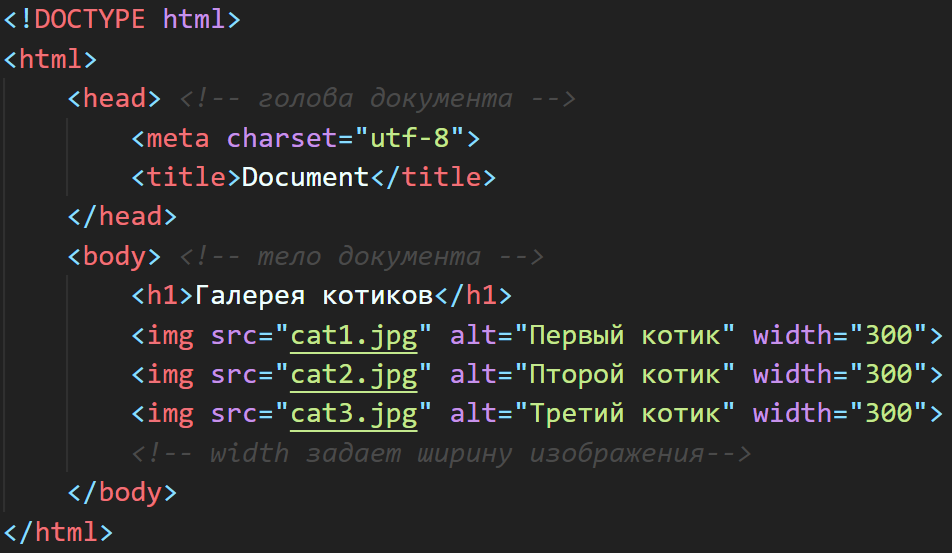 <!DOCTYPE html>
<html>
<head> <!-- голова документа -->
<meta charset="utf-8">
<title>Document</title>
</head>
<body> <!-- тело документа -->
<h1>Галерея котиков</h1>
<img src="cat1.jpg" alt="Первый котик" width="300">
<img src="cat2.jpg" alt="Пторой котик" width="300">
<img src="cat3.jpg" alt="Третий котик" width="300">
<!-- width задает ширину изображения-->
</body>
</html>